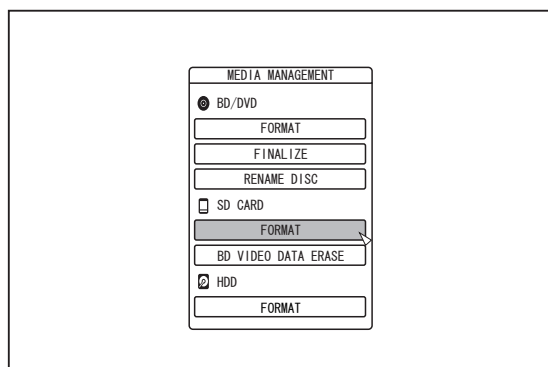 MEDIA MANAGEMENT
BD/DVD
FORMAT
FINALIZE
RENAME DISC
SD CARD
FORMAT
BD VIDEO DATA ERASE
HDD
FORMAT